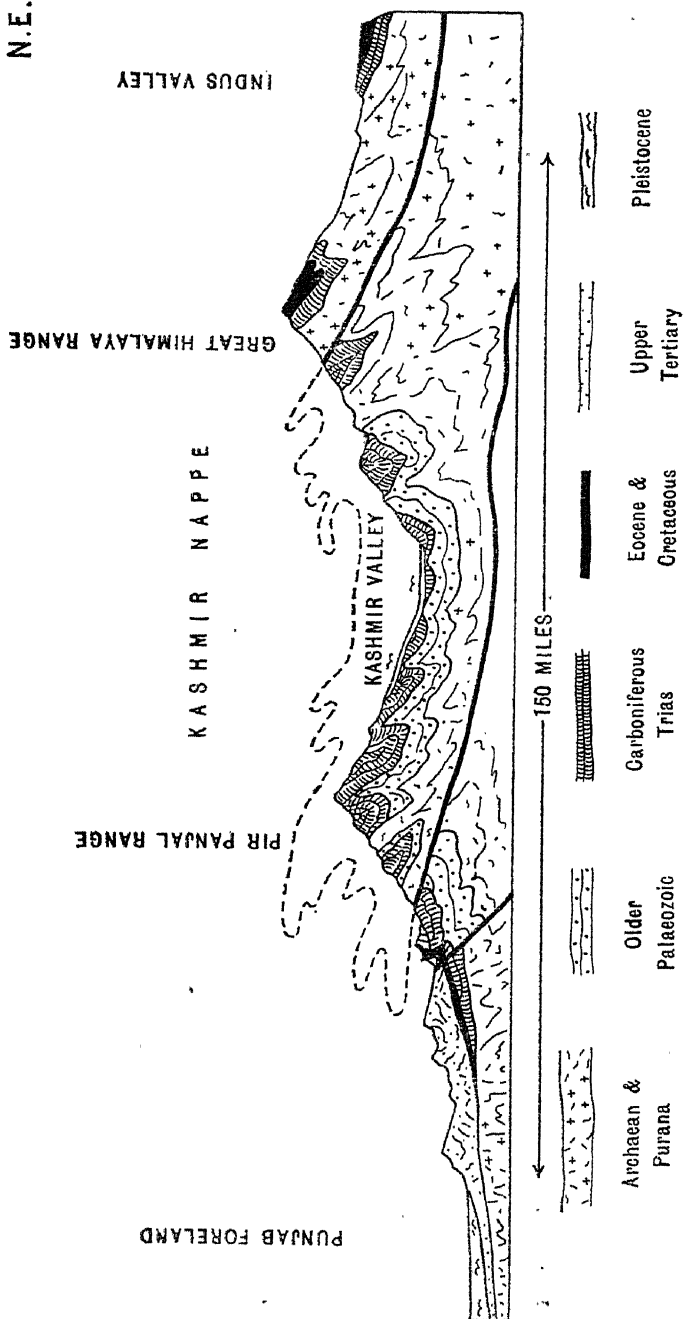 N.E.
INDUS VALLEY
GREAT HIMALAYA RANGE
KASHMIR NAPPE
KASHMIR VALLEY
PIR PANJAL RANGE
PUNJAB FORELAND
150 MILES
Archaean &
Purana
Older
Palaeozoic
Carboniferous
Trias
Eocene &
Cretaceous
Upper
Tertiary
Pleistocene